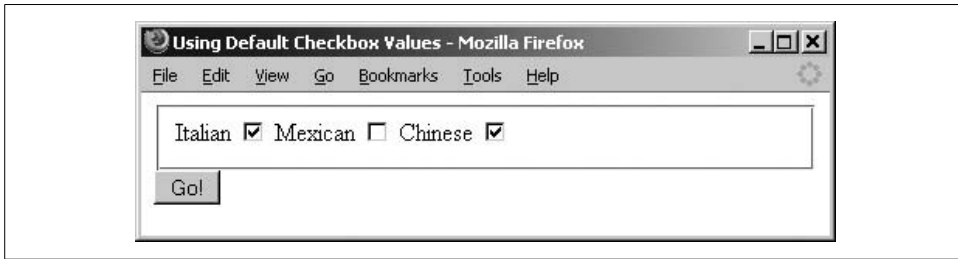 Using Default Checkbox Values - Mozilla Firefox
File Edit View Go Bookmarks Tools Help
Italian Mexican Chinese
Go!